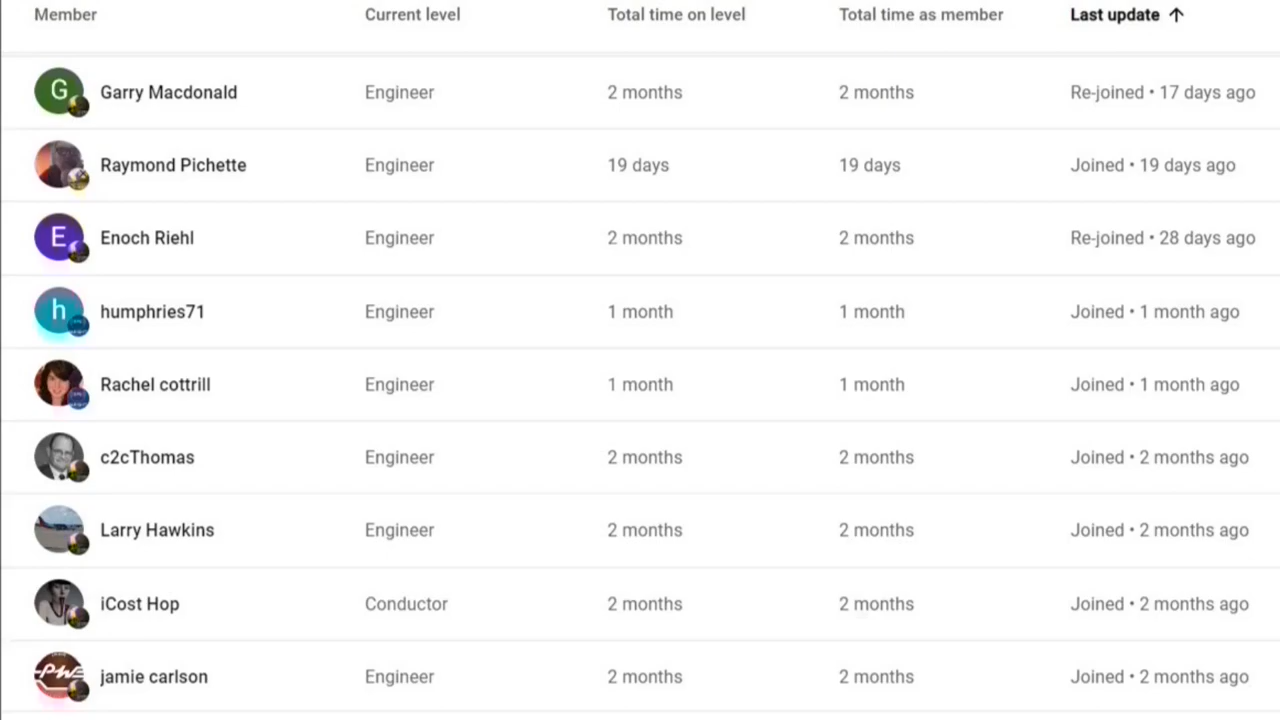 Member Current level Total time on level Total time as member Last update ↑
G Garry Macdonald Engineer 2 months 2 months Re-joined • 17 days ago
Raymond Pichette Engineer 19 days 19 days Joined • 19 days ago
E Enoch Riehl Engineer 2 months 2 months Re-joined • 28 days ago
h humphries71 Engineer 1 month 1 month Joined • 1 month ago
Rachel cottrill Engineer 1 month 1 month Joined • 1 month ago
c2cThomas Engineer 2 months 2 months Joined • 2 months ago
Larry Hawkins Engineer 2 months 2 months Joined • 2 months ago
iCost Hop Conductor 2 months 2 months Joined • 2 months ago
PW jamie carlson Engineer 2 months 2 months Joined • 2 months ago